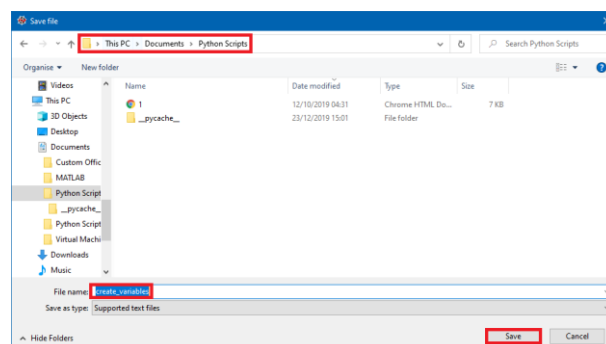 Save file
This PC > Documents > Python Scripts
Search Python Scripts
Organise
New folder
Name Date modified Type Size
1 12/10/2019 04:31 Chrome HTML Do... 7 KB
__pycache__ 23/12/2019 15:01 File folder
Videos
This PC
3D Objects
Desktop
Documents
Custom Offic
MATLAB
Python Script
__pycache_
Python Script
Virtual Machi
Downloads
Music
File name: create_variables
Save as type: Supported text files
Hide Folders
Save
Cancel